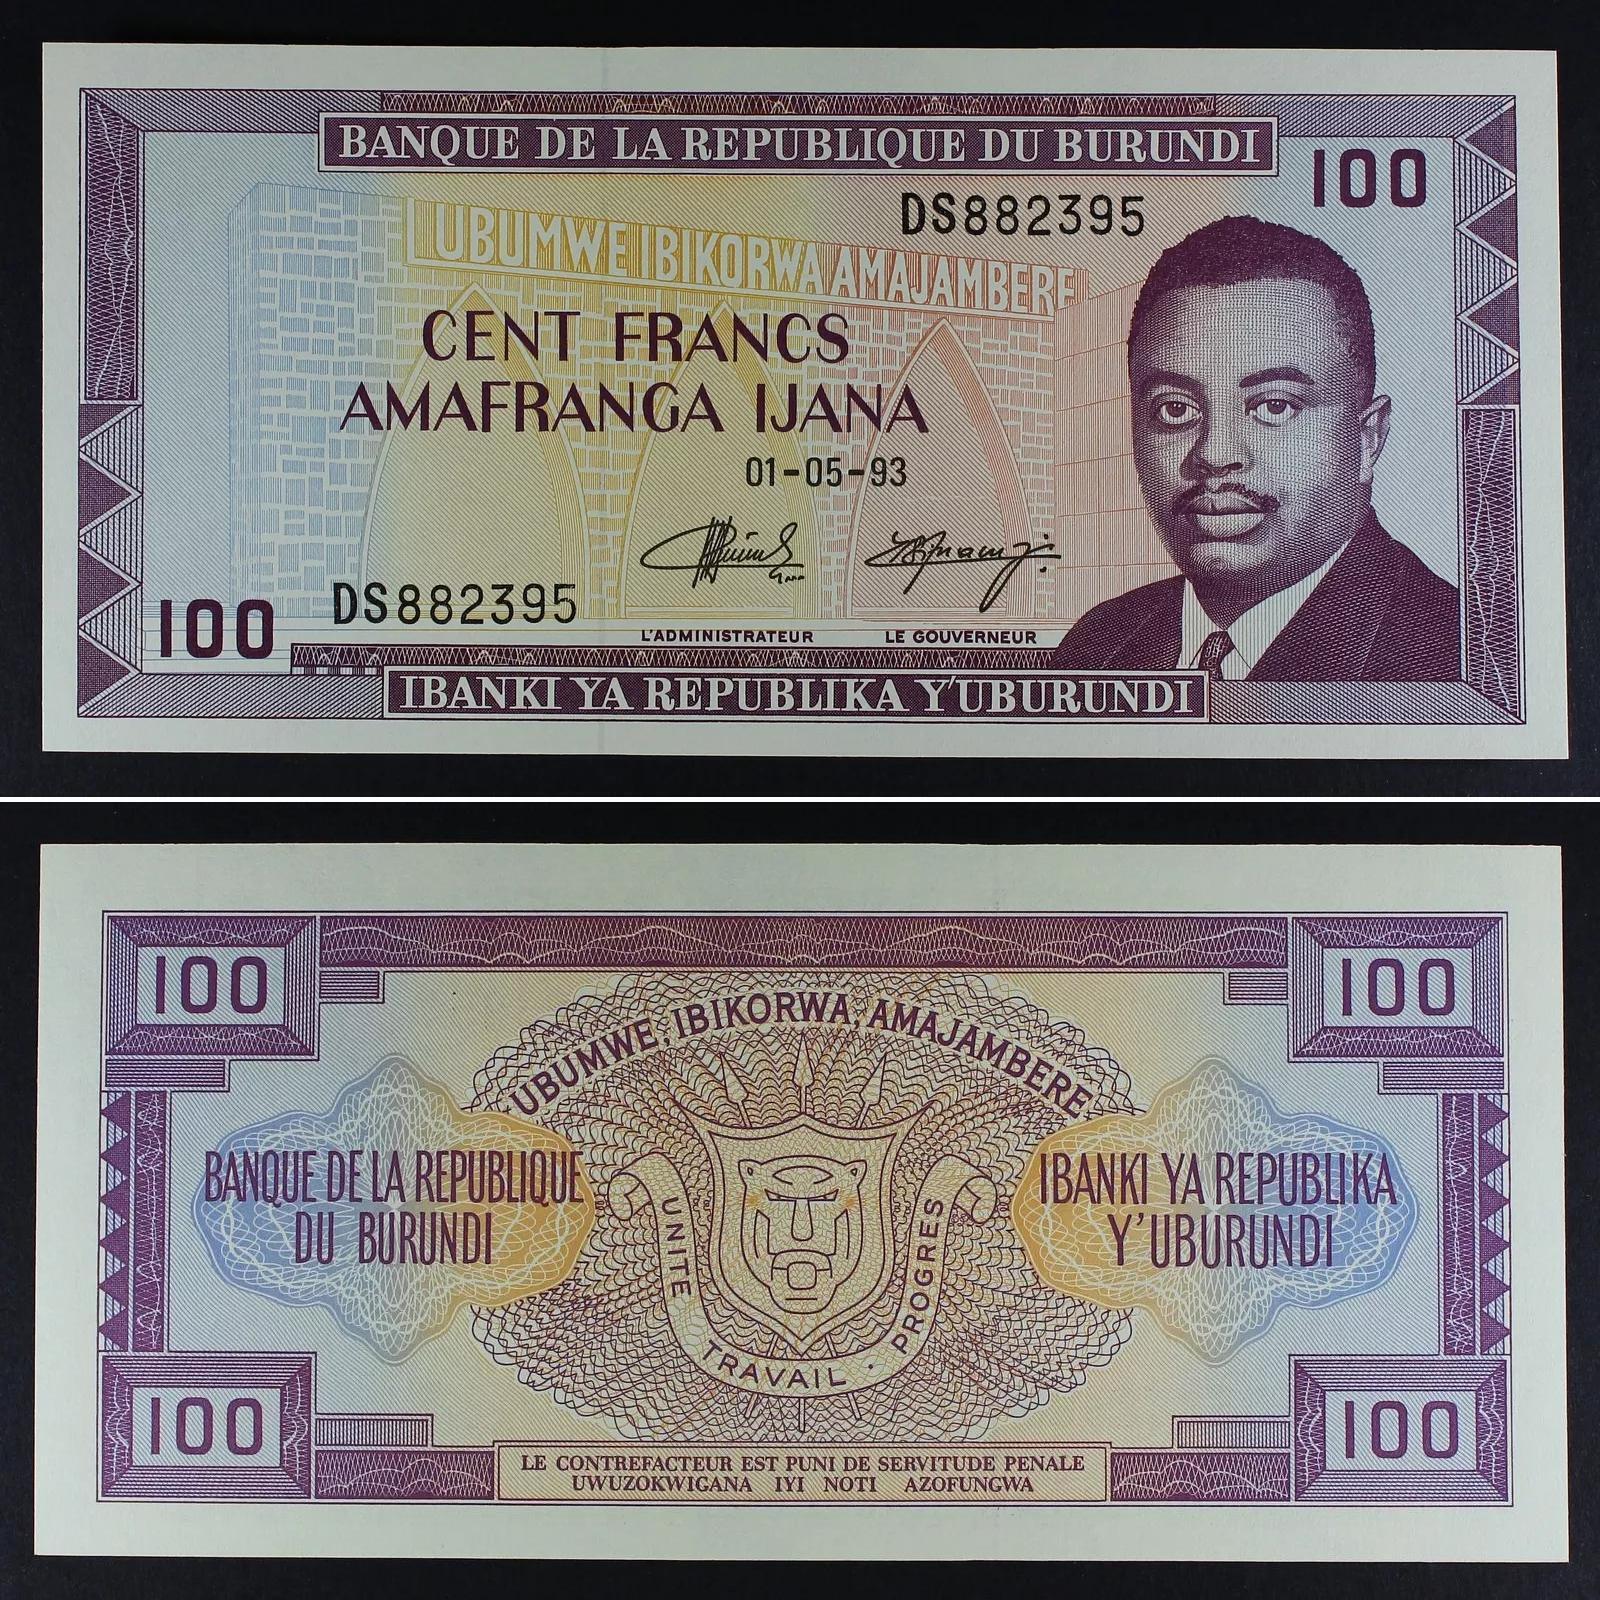 BANQUE DE LA REPUBLIQUE DU BURUNDI
100
DS882395
UBUMWE IBIKORWA AMAJAMBERE
CENT FRANCS
AMAFRANGA IJANA
01-05-93
DS882395
100
L'ADMINISTRATEUR
LE GOUVERNEUR
IBANKI YA REPUBLIKA Y'UBURUNDI
100
100
UBUMWE, IBIKORWA, AMAJAMBERE
BANQUE DE LA REPUBLIQUE
DU BURUNDI
UNITE TRAVAIL · PROGRES
IBANKI YA REPUBLIKA
Y'UBURUNDI
100
100
LE CONTREFACTEUR EST PUNI DE SERVITUDE PENALE
UWUZOKWIGANA IYI NOTI AZOFUNGWA